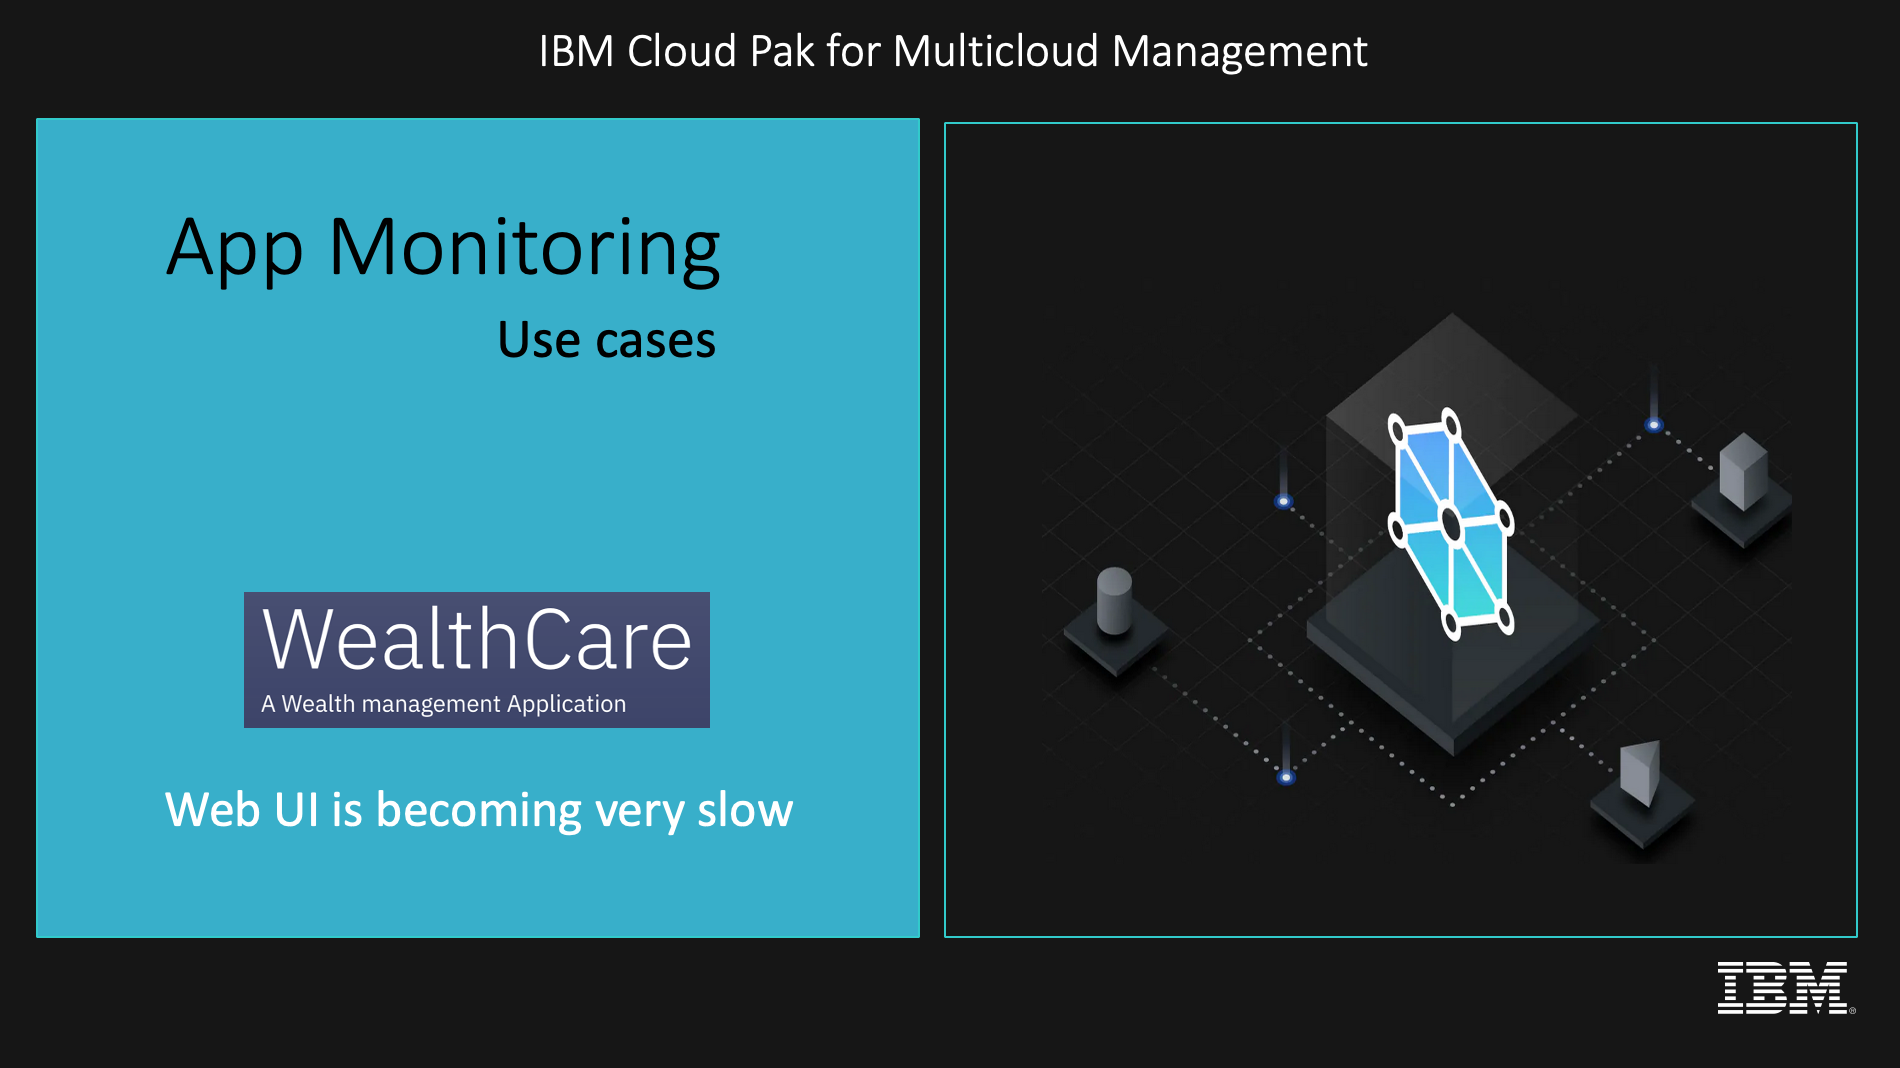 IBM Cloud Pak for Multicloud Management
App Monitoring
Use cases
WealthCare
A Wealth management Application
Web UI is becoming very slow
IBM®